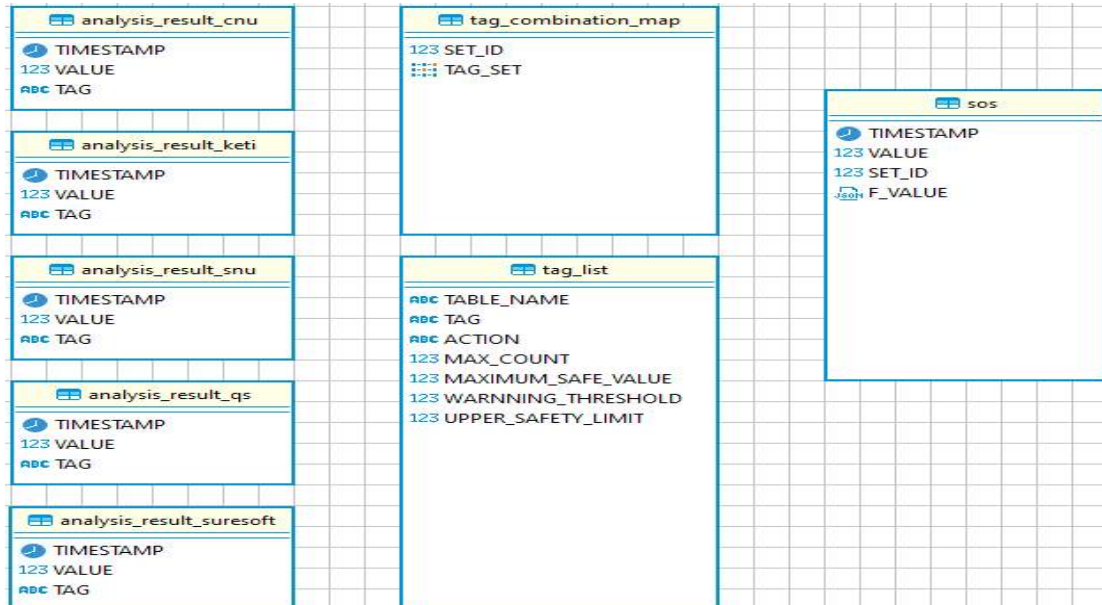 analysis_result_cnu
TIMESTAMP
123 VALUE
ABC TAG
analysis_result_keti
TIMESTAMP
123 VALUE
ABC TAG
analysis_result_snu
TIMESTAMP
123 VALUE
ABC TAG
analysis_result_qs
TIMESTAMP
123 VALUE
ABC TAG
analysis_result_suresoft
TIMESTAMP
123 VALUE
ABC TAG
tag_combination_map
123 SET_ID
TAG_SET
tag_list
ABC TABLE_NAME
ABC TAG
ABC ACTION
123 MAX_COUNT
123 MAXIMUM_SAFE_VALUE
123 WARNNING_THRESHOLD
123 UPPER_SAFETY_LIMIT
sos
TIMESTAMP
123 VALUE
123 SET_ID
JSON F_VALUE